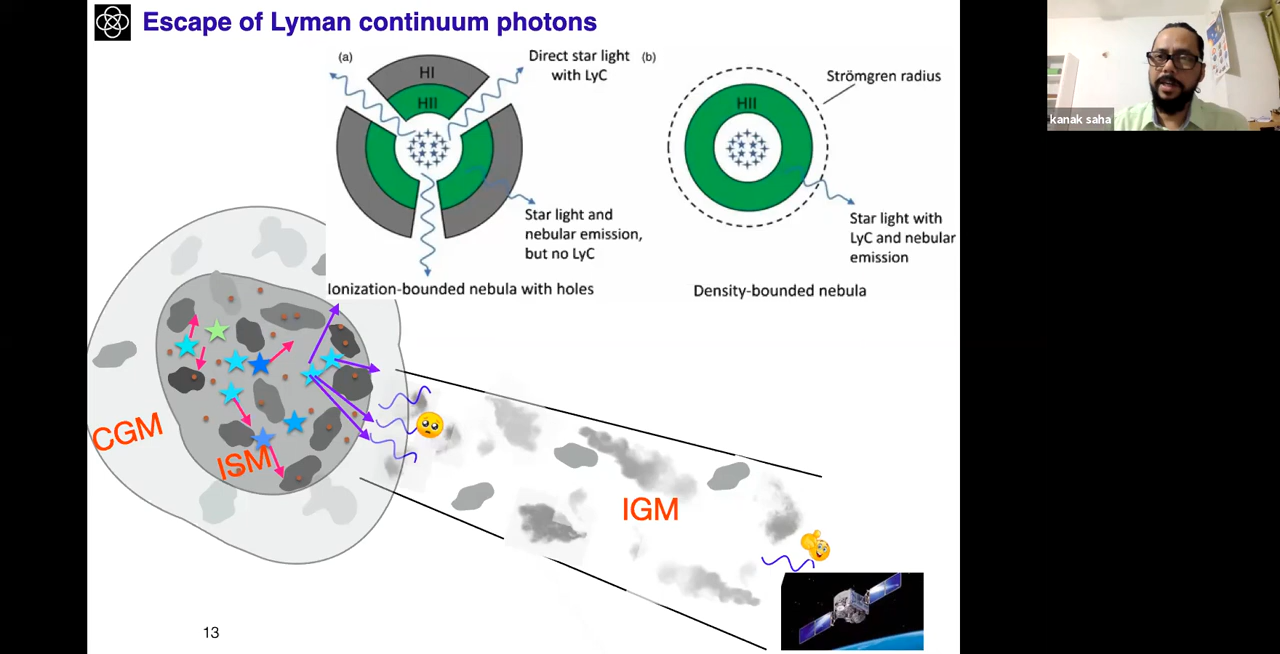 Escape of Lyman continuum photons
(a)
HI
HII
Direct star light
with LyC
Star light and
nebular emission,
but no LyC
Ionization-bounded nebula with holes
(b)
HII
Strömgren radius
Star light with
LyC and nebular
emission
Density-bounded nebula
CGM
ISM
IGM
13
kanak saha